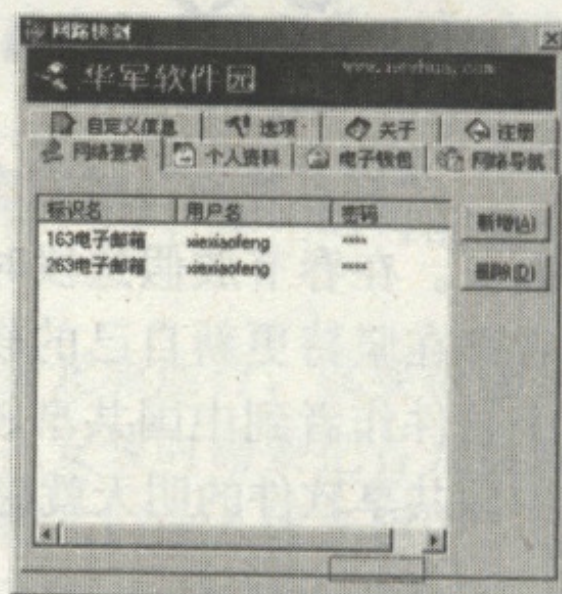 网路快剑
华军软件园
www.newhua.com
自定义信息 选项 关于 注册
网络登录 个人资料 电子钱包 网络导航
标识名 用户名 密码
新增(A)
163电子邮箱 xiexiaofeng ****
263电子邮箱 xiexiaofeng ****
删除(D)